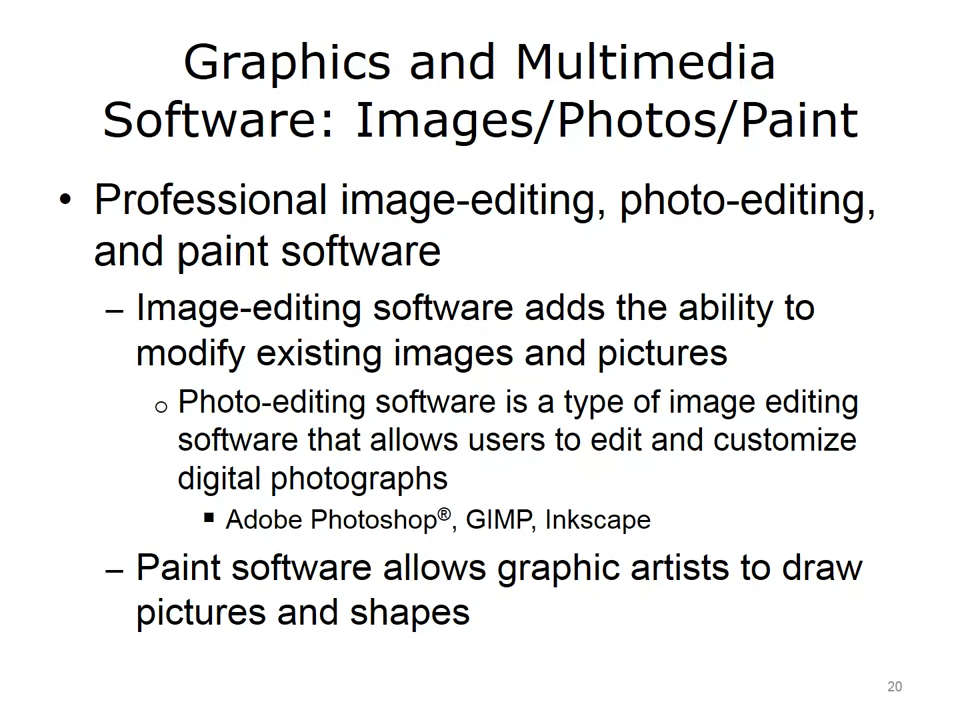 Graphics and Multimedia
Software: Images/Photos/Paint
• Professional image-editing, photo-editing,
and paint software
– Image-editing software adds the ability to
modify existing images and pictures
o Photo-editing software is a type of image editing
software that allows users to edit and customize
digital photographs
▪ Adobe Photoshop®, GIMP, Inkscape
– Paint software allows graphic artists to draw
pictures and shapes
20